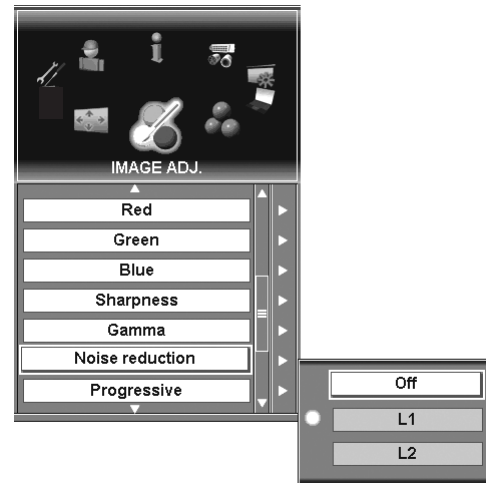 IMAGE ADJ.
Red
Green
Blue
Sharpness
Gamma
Noise reduction
Progressive
Off
L1
L2